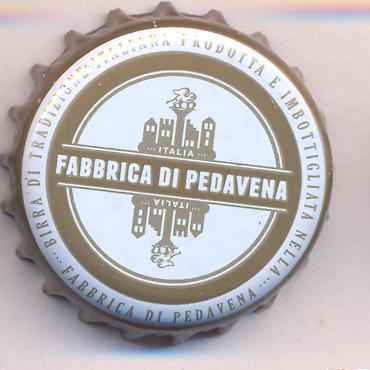 BIRRA DI TRADIZIONE ITALIANA PRODOTTA E IMBOTTIGLIATA NELLA
... FABBRICA DI PEDAVENA ...
... ITALIA ...
FABBRICA DI PEDAVENA
... ITALIA ...